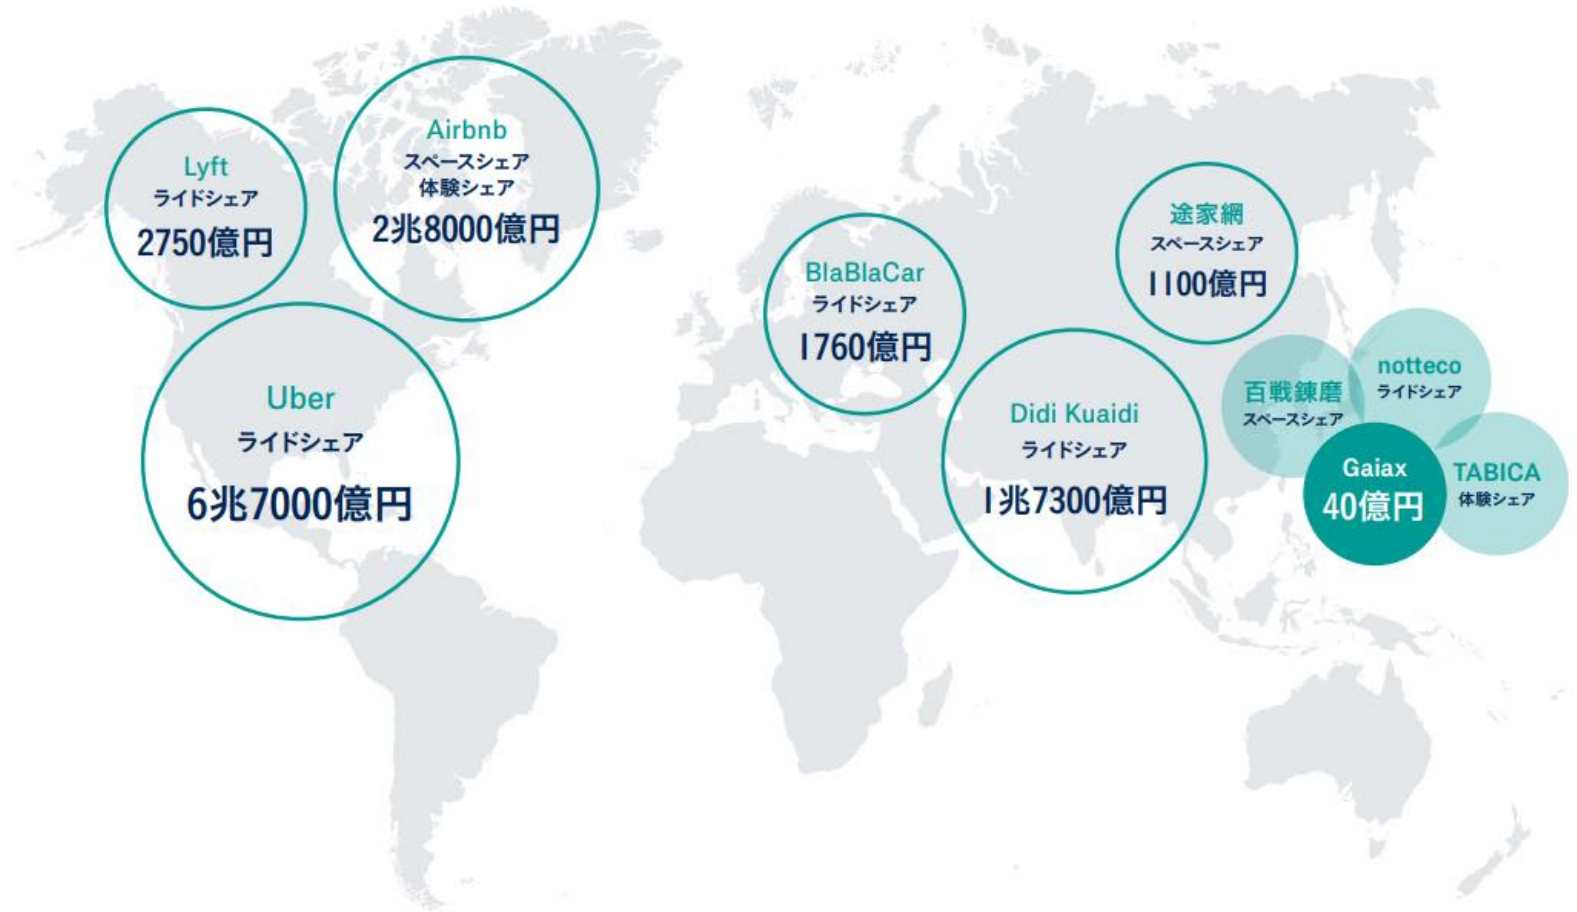 Lyft
ライドシェア
2750億円
Airbnb
スペースシェア
体験シェア
2兆8000億円
Uber
ライドシェア
6兆7000億円
BlaBlaCar
ライドシェア
1760億円
Didi Kuaidi
ライドシェア
1兆7300億円
途家網
スペースシェア
1100億円
百戦錬磨
スペースシェア
notteco
ライドシェア
Gaiax
40億円
TABICA
体験シェア